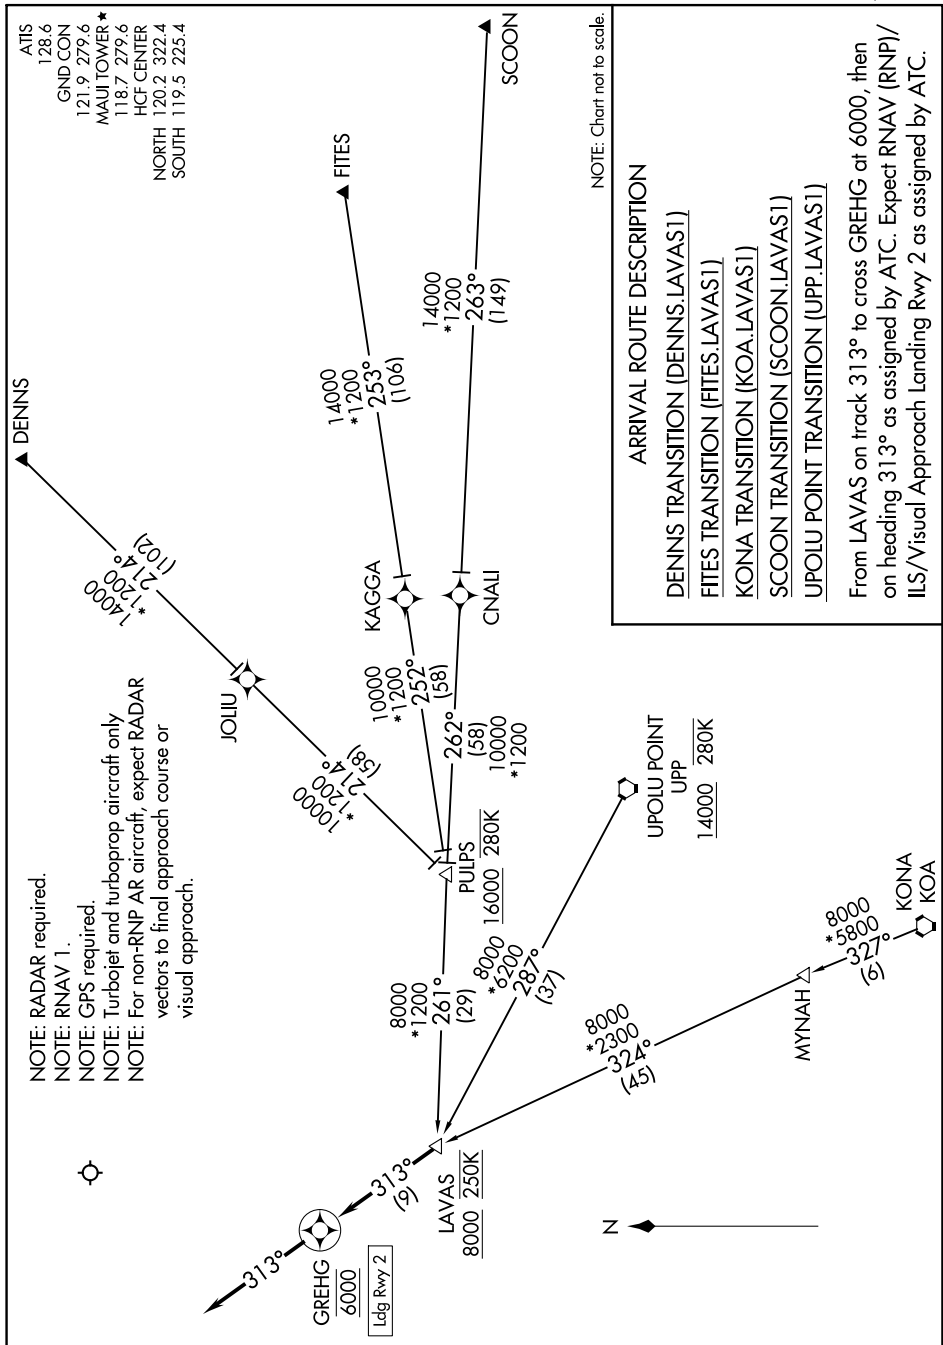 ATIS
128.6
GND CON
121.9 279.6
MAUI TOWER★
118.7 279.6
HCF CENTER
NORTH 120.2 322.4
SOUTH 119.5 225.4
NOTE: RADAR required.
NOTE: RNAV 1.
NOTE: GPS required.
NOTE: Turbojet and turboprop aircraft only
NOTE: For non-RNP AR aircraft, expect RADAR
vectors to final approach course or
visual approach.
DENNS
14000
*1200
214°
(102)
JOLIU
10000
*1200
214°
(58)
FITES
14000
*1200
253°
(106)
KAGGA
10000
*1200
252°
(58)
SCOON
14000
*1200
263°
(149)
CNALI
262°
(58)
10000
*1200
PULPS
16000 280K
8000
*1200
261°
(29)
UPOLU POINT
UPP
14000 280K
8000
*6200
287°
(37)
KONA
KOA
8000
*5800
327°
(6)
MYNAH
8000
*2300
324°
(45)
LAVAS
8000 250K
313°
(9)
GREHG
6000
Ldg Rwy 2
313°
N
NOTE: Chart not to scale.
ARRIVAL ROUTE DESCRIPTION
DENNS TRANSITION (DENNS.LAVAS1)
FITES TRANSITION (FITES.LAVAS1)
KONA TRANSITION (KOA.LAVAS1)
SCOON TRANSITION (SCOON.LAVAS1)
UPOLU POINT TRANSITION (UPP.LAVAS1)
From LAVAS on track 313° to cross GREHG at 6000, then
on heading 313° as assigned by ATC. Expect RNAV (RNP)/
ILS/Visual Approach Landing Rwy 2 as assigned by ATC.